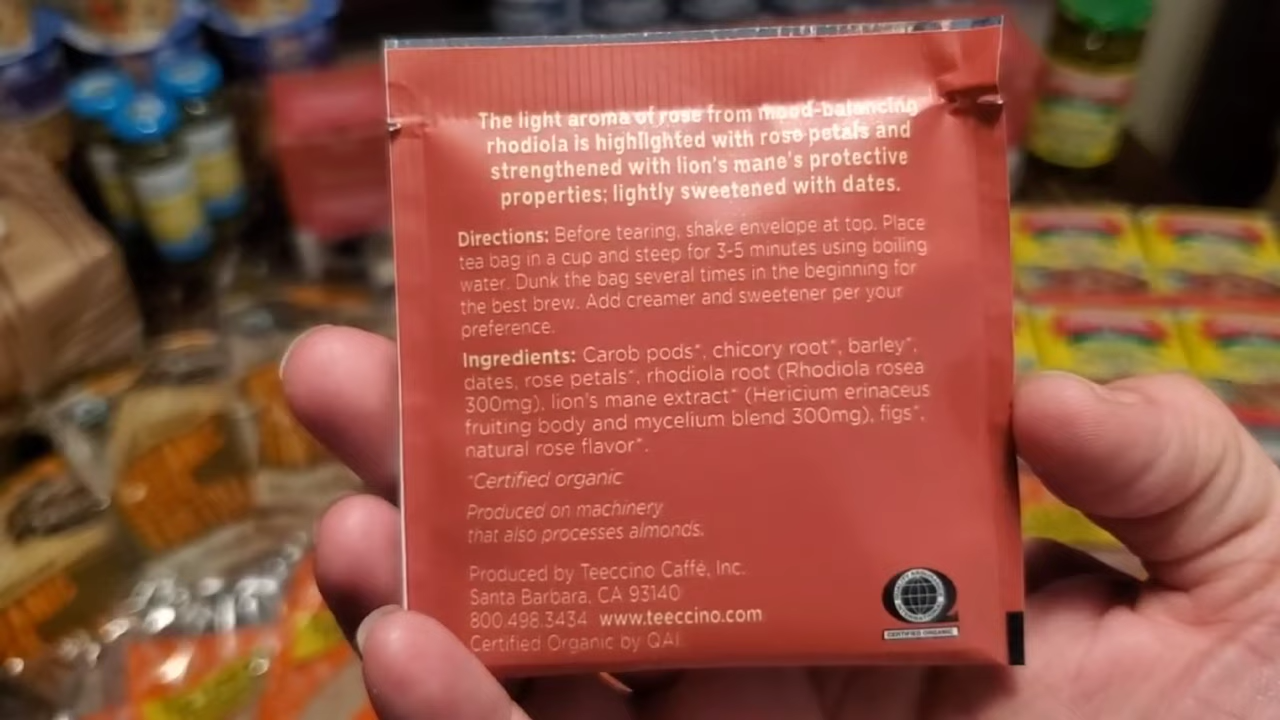 The light aroma of rose from mood-balancing
rhodiola is highlighted with rose petals and
strengthened with lion's mane's protective
properties; lightly sweetened with dates.
Directions: Before tearing, shake envelope at top. Place
tea bag in a cup and steep for 3-5 minutes using boiling
water. Dunk the bag several times in the beginning for
the best brew. Add creamer and sweetener per your
preference.
Ingredients: Carob pods*, chicory root*, barley*,
dates, rose petals*, rhodiola root (Rhodiola rosea
300mg), lion's mane extract* (Hericium erinaceus
fruiting body and mycelium blend 300mg), figs*,
natural rose flavor*.
*Certified organic
Produced on machinery
that also processes almonds.
Produced by Teeccino Caffé, Inc.
Santa Barbara, CA 93140
800.498.3434 www.teeccino.com
Certified Organic by QAI
CERTIFIED ORGANIC